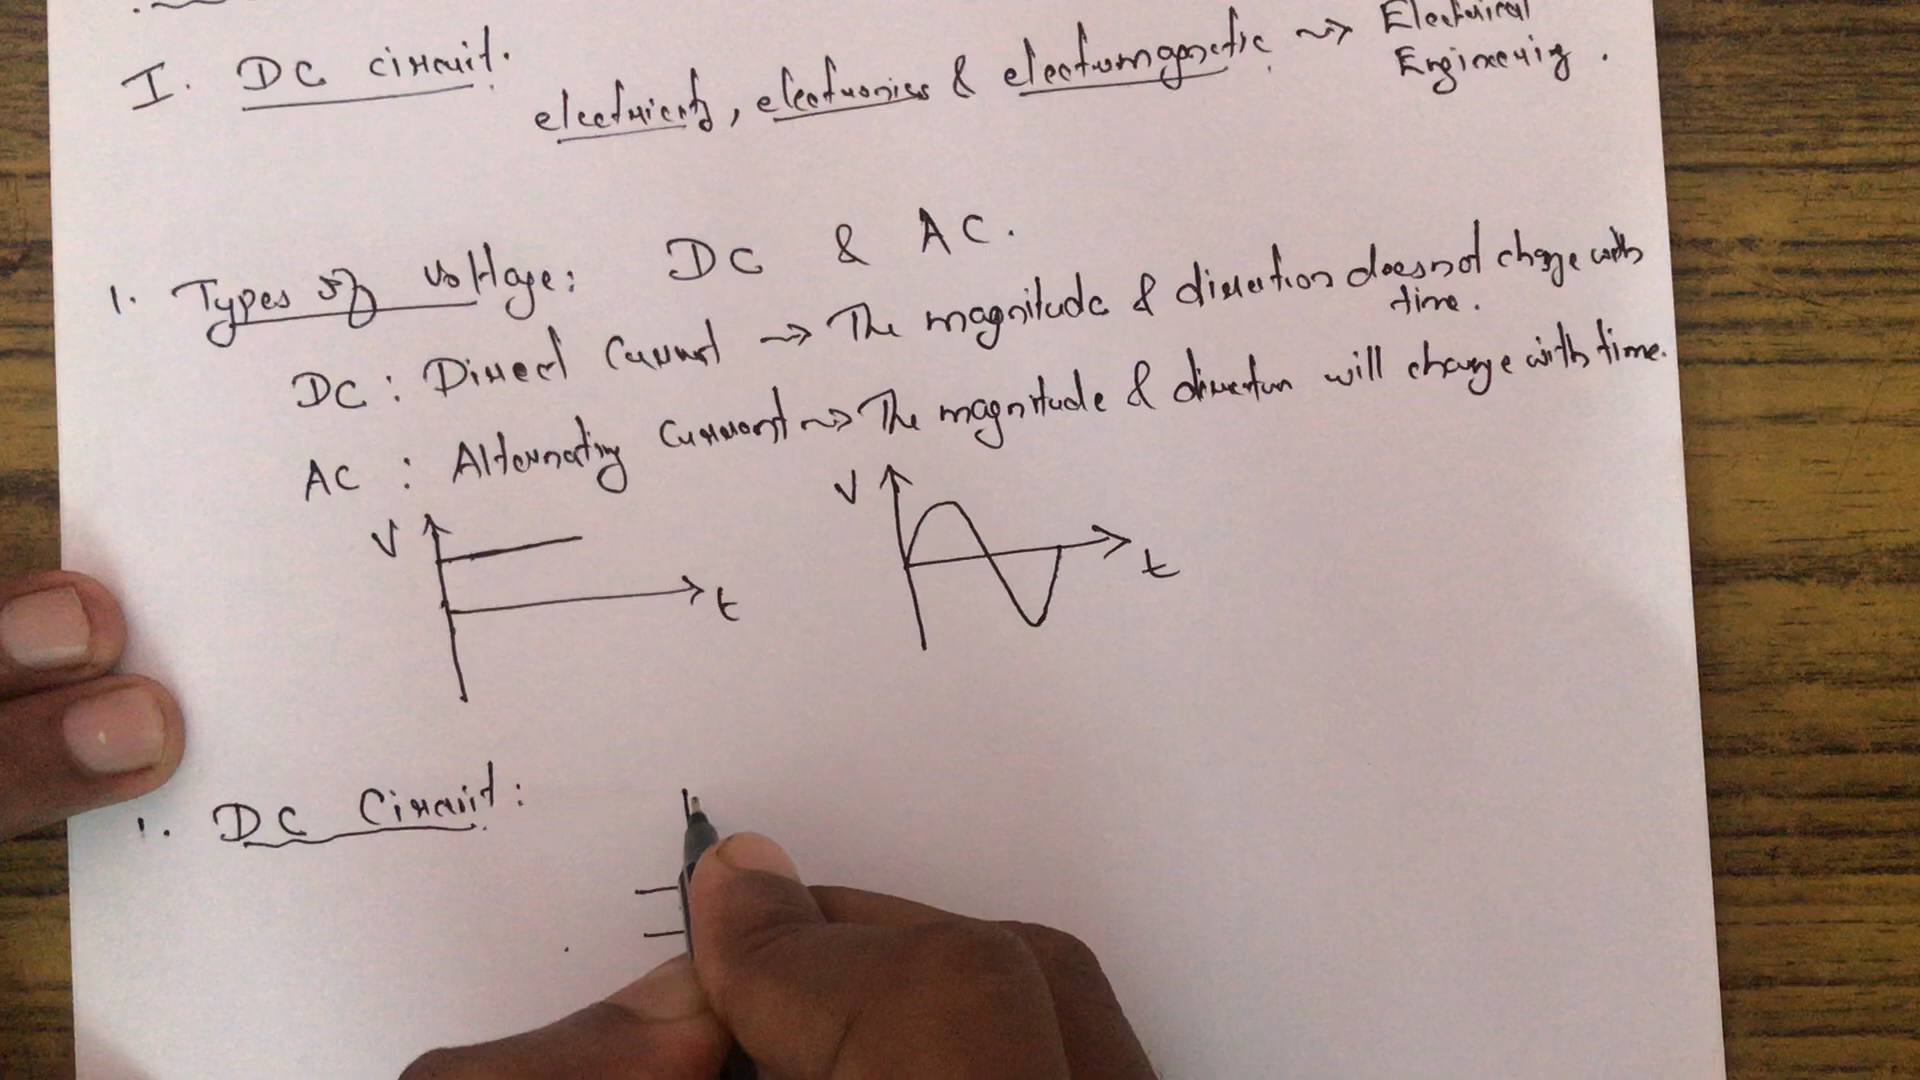 I. DC circuit.
electricity, electronics & electromagnetic ⇝ Electrical
Engineering.
1. Types of voltage: DC & AC.
DC: Direct Current ⇝ The magnitude & direction does not change with
time.
AC : Alternating Current ⇝ The magnitude & direction will change with time.
V
t
V
t
1. DC Circuit: